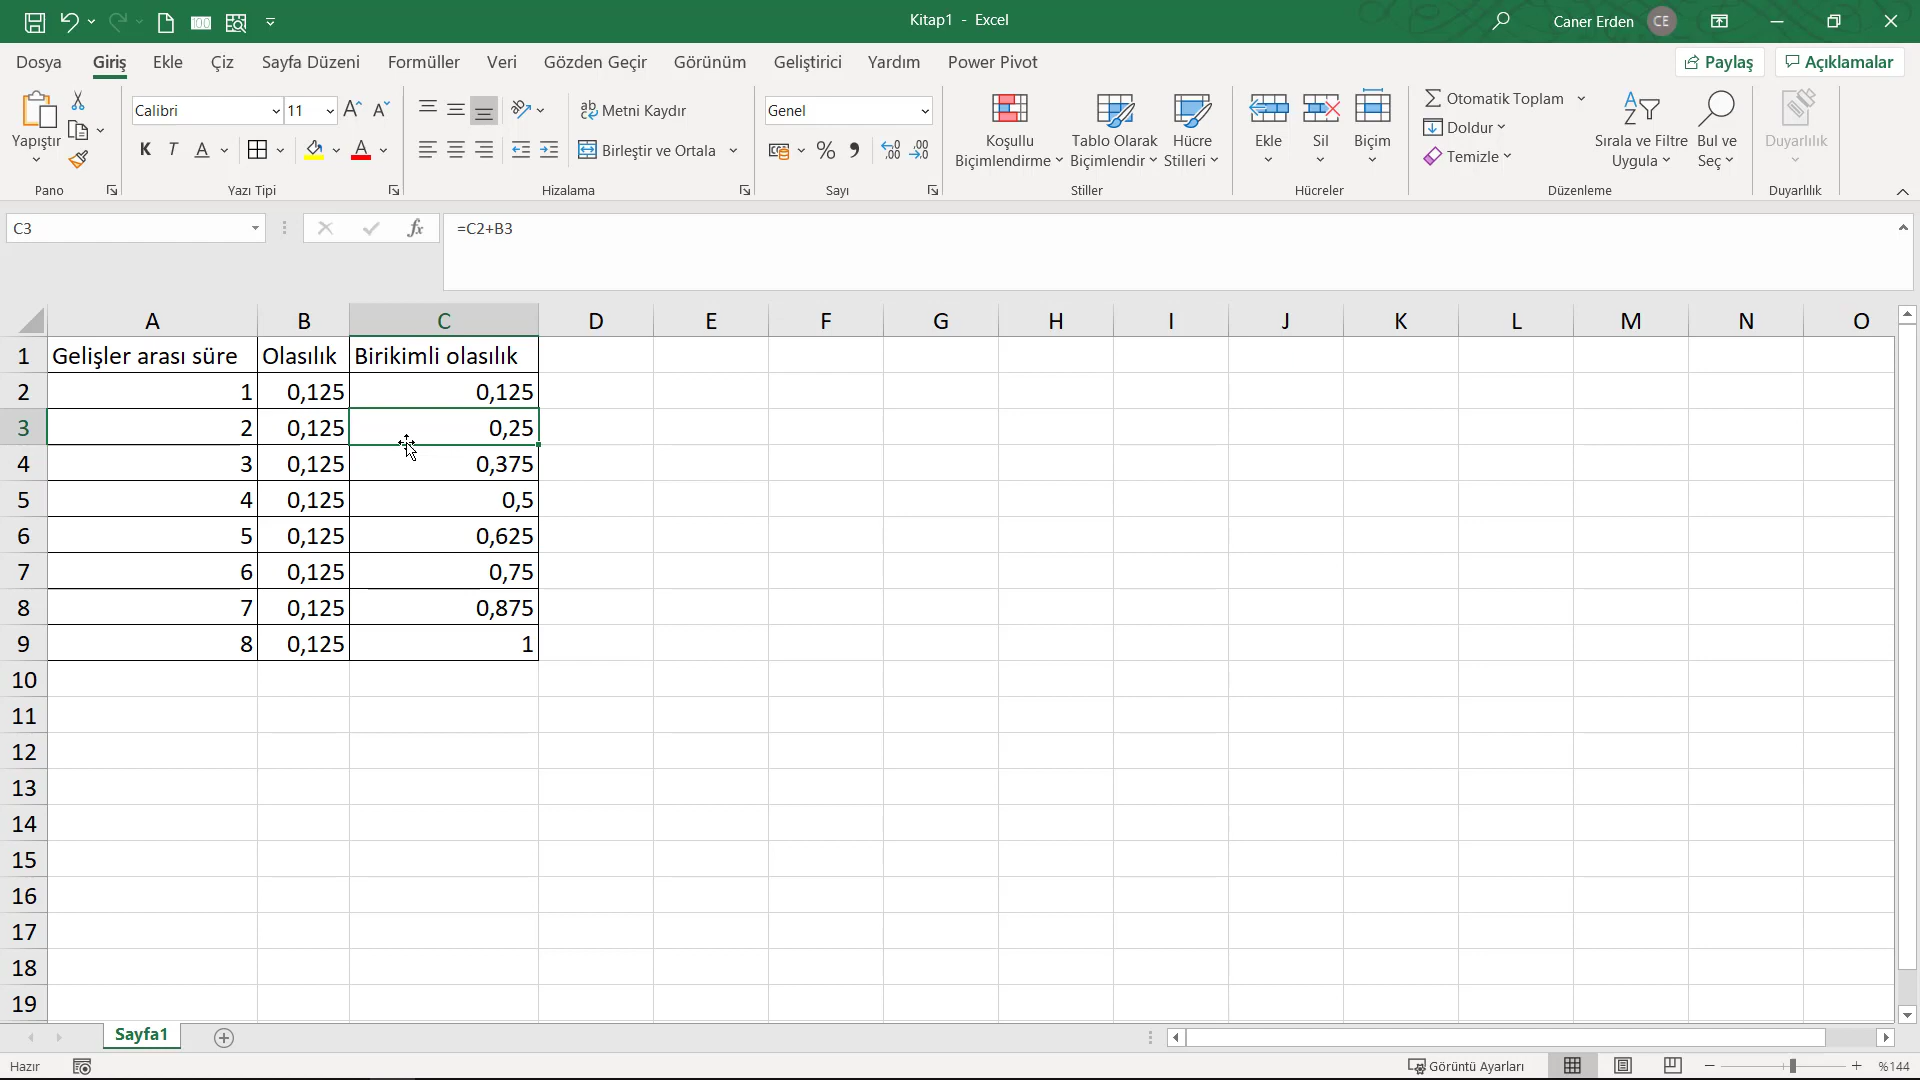 Kitap1 - Excel
Caner Erden CE
Dosya Giriş Ekle Çiz Sayfa Düzeni Formüller Veri Gözden Geçir Görünüm Geliştirici Yardım Power Pivot Paylaş Açıklamalar
Yapıştır
Calibri 11
K T A A
Metni Kaydır
Birleştir ve Ortala
Genel
Koşullu Biçimlendirme
Tablo Olarak Biçimlendir
Hücre Stilleri
Ekle Sil Biçim
Otomatik Toplam
Doldur
Temizle
Sırala ve Filtre Uygula
Bul ve Seç
Duyarlılık
Pano Yazı Tipi Hizalama Sayı Stiller Hücreler Düzenleme Duyarlılık
C3 fx =C2+B3
A B C D E F G H I J K L M N O
1 Gelişler arası süre Olasılık Birikimli olasılık
2 1 0,125 0,125
3 2 0,125 0,25
4 3 0,125 0,375
5 4 0,125 0,5
6 5 0,125 0,625
7 6 0,125 0,75
8 7 0,125 0,875
9 8 0,125 1
10
11
12
13
14
15
16
17
18
19
Sayfa1
Hazır Görüntü Ayarları %144